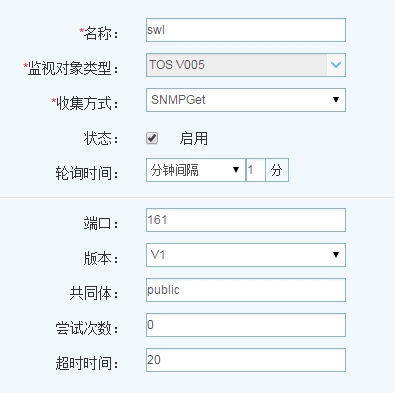 *名称： swl
*监视对象类型： TOS V005
*收集方式： SNMPGet
状态： 启用
轮询时间： 分钟间隔 1 分
端口： 161
版本： V1
共同体： public
尝试次数： 0
超时时间： 20